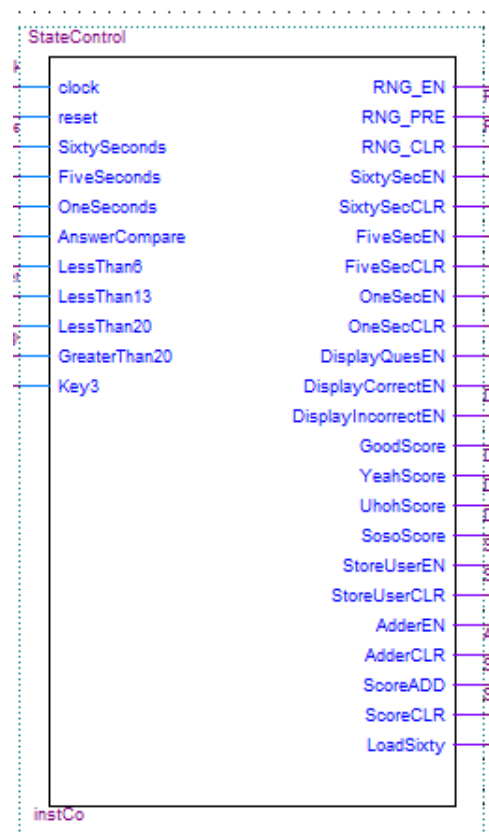 StateControl
clock RNG_EN
reset RNG_PRE
SixtySeconds RNG_CLR
FiveSeconds SixtySecEN
OneSeconds SixtySecCLR
AnswerCompare FiveSecEN
LessThan6 FiveSecCLR
LessThan13 OneSecEN
LessThan20 OneSecCLR
GreaterThan20 DisplayQuesEN
Key3 DisplayCorrectEN
DisplayIncorrectEN
GoodScore
YeahScore
UhohScore
SosoScore
StoreUserEN
StoreUserCLR
AdderEN
AdderCLR
ScoreADD
ScoreCLR
LoadSixty
instCo